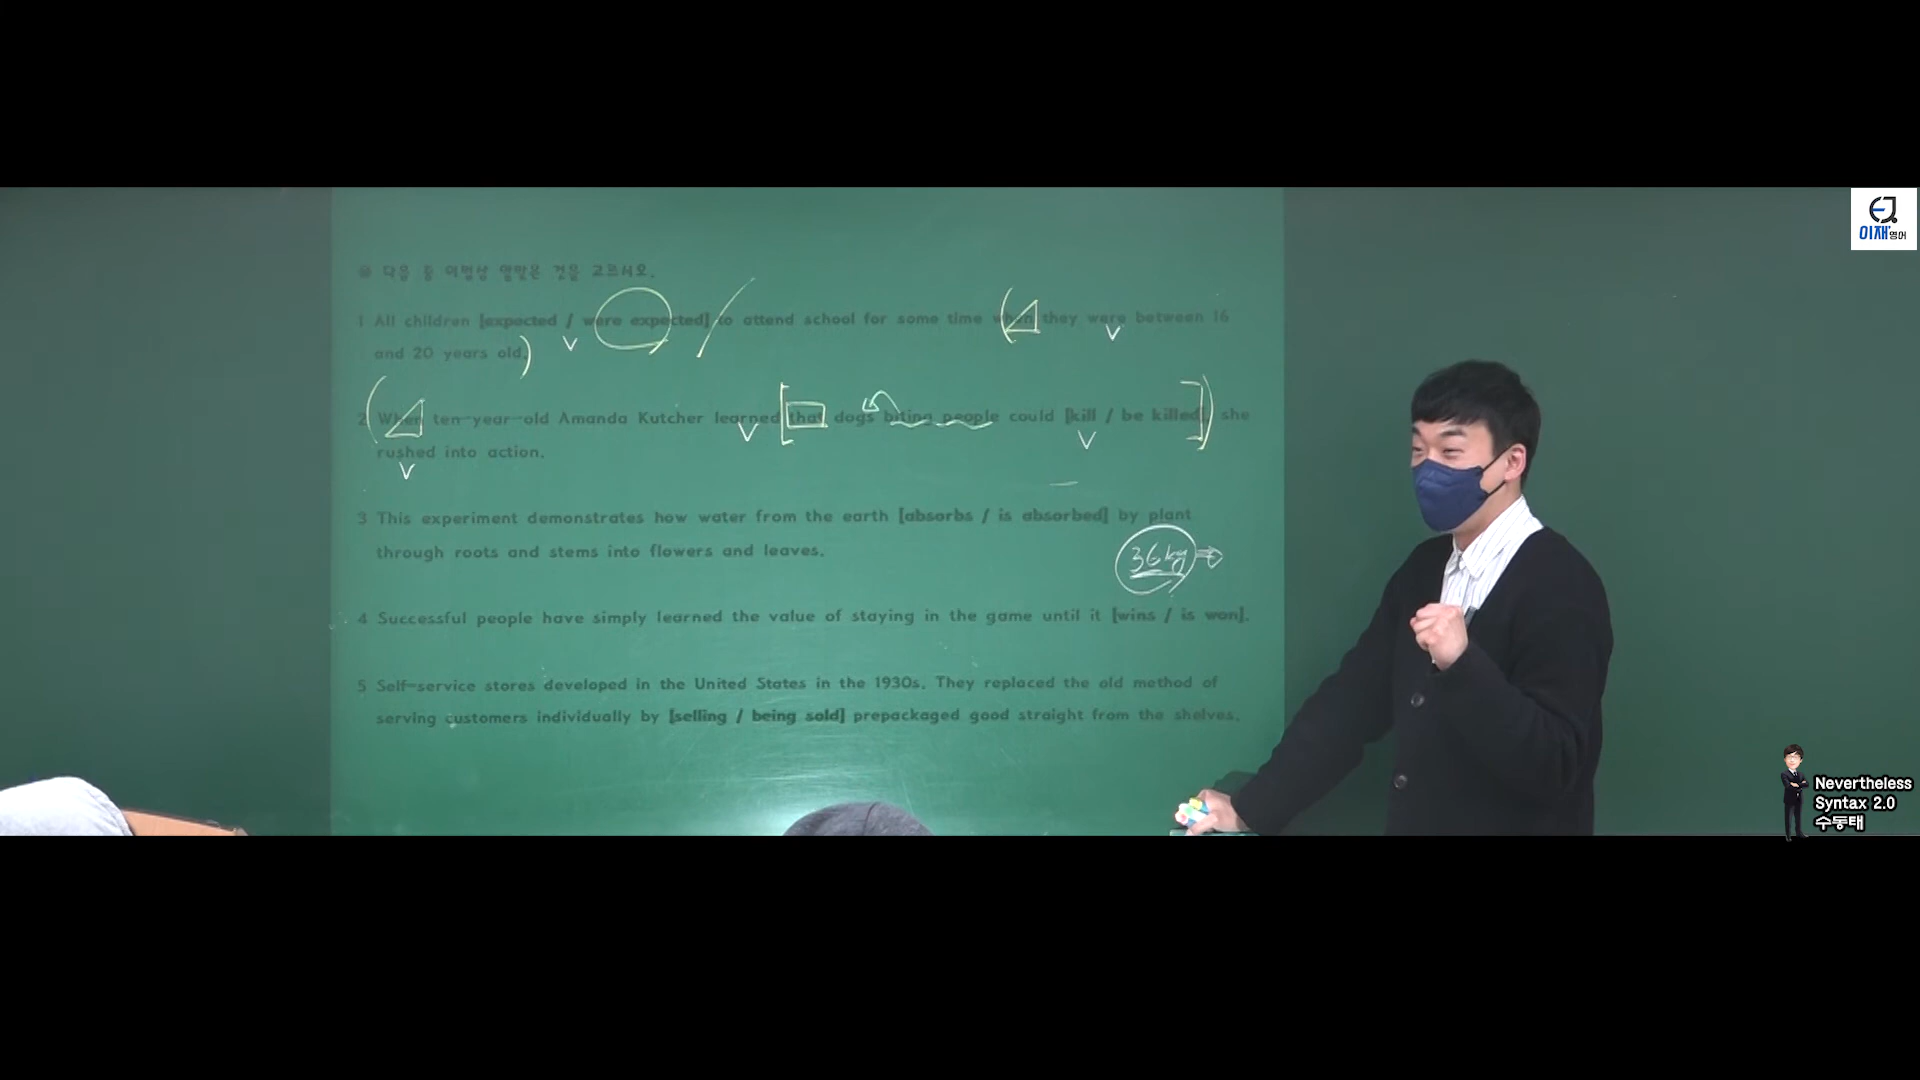 ※ 다음 중 어법상 알맞은 것을 고르시오.
1 All children [expected / were expected] to attend school for some time when they were between 16
and 20 years old.
2 When ten-year-old Amanda Kutcher learned that dogs biting people could [kill / be killed], she
rushed into action.
3 This experiment demonstrates how water from the earth [absorbs / is absorbed] by plant
through roots and stems into flowers and leaves.
36kg
4 Successful people have simply learned the value of staying in the game until it [wins / is won].
5 Self-service stores developed in the United States in the 1930s. They replaced the old method of
serving customers individually by [selling / being sold] prepackaged good straight from the shelves.
EJ
이재영어
Nevertheless
Syntax 2.0
수동태